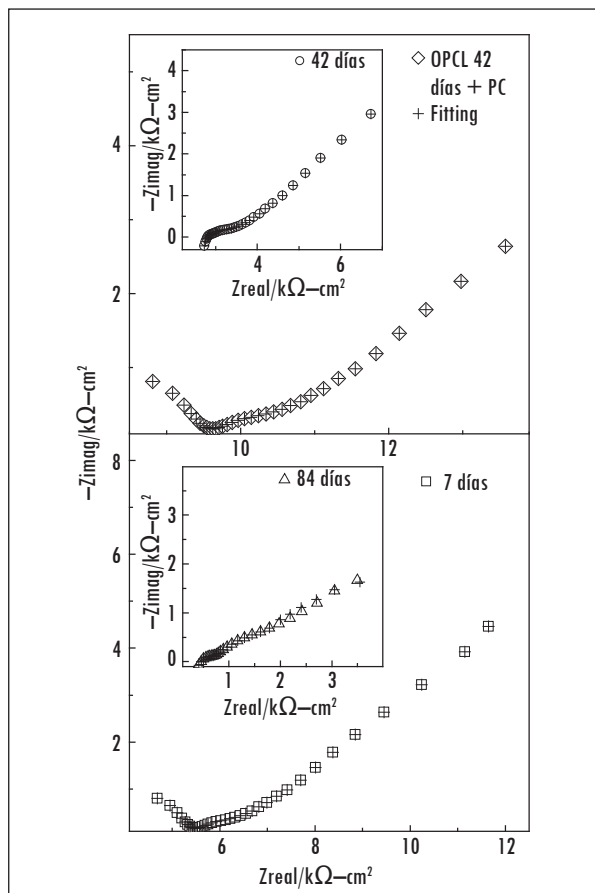 42 días
OPCL 42
días + PC
Fitting
4
3
2
1
0
4
6
−Zimag/kΩ–cm²
Zreal/kΩ–cm²
4
2
10
12
−Zimag/kΩ–cm²
84 días
7 días
3
2
1
0
1
2
3
−Zimag/kΩ–cm²
Zreal/kΩ–cm²
8
6
4
2
6
8
10
12
Zreal/kΩ–cm²